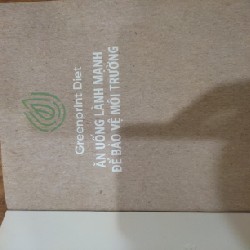 Greenprint Diet
ĂN UỐNG LÀNH MẠNH
ĐỂ BẢO VỆ MÔI TRƯỜNG